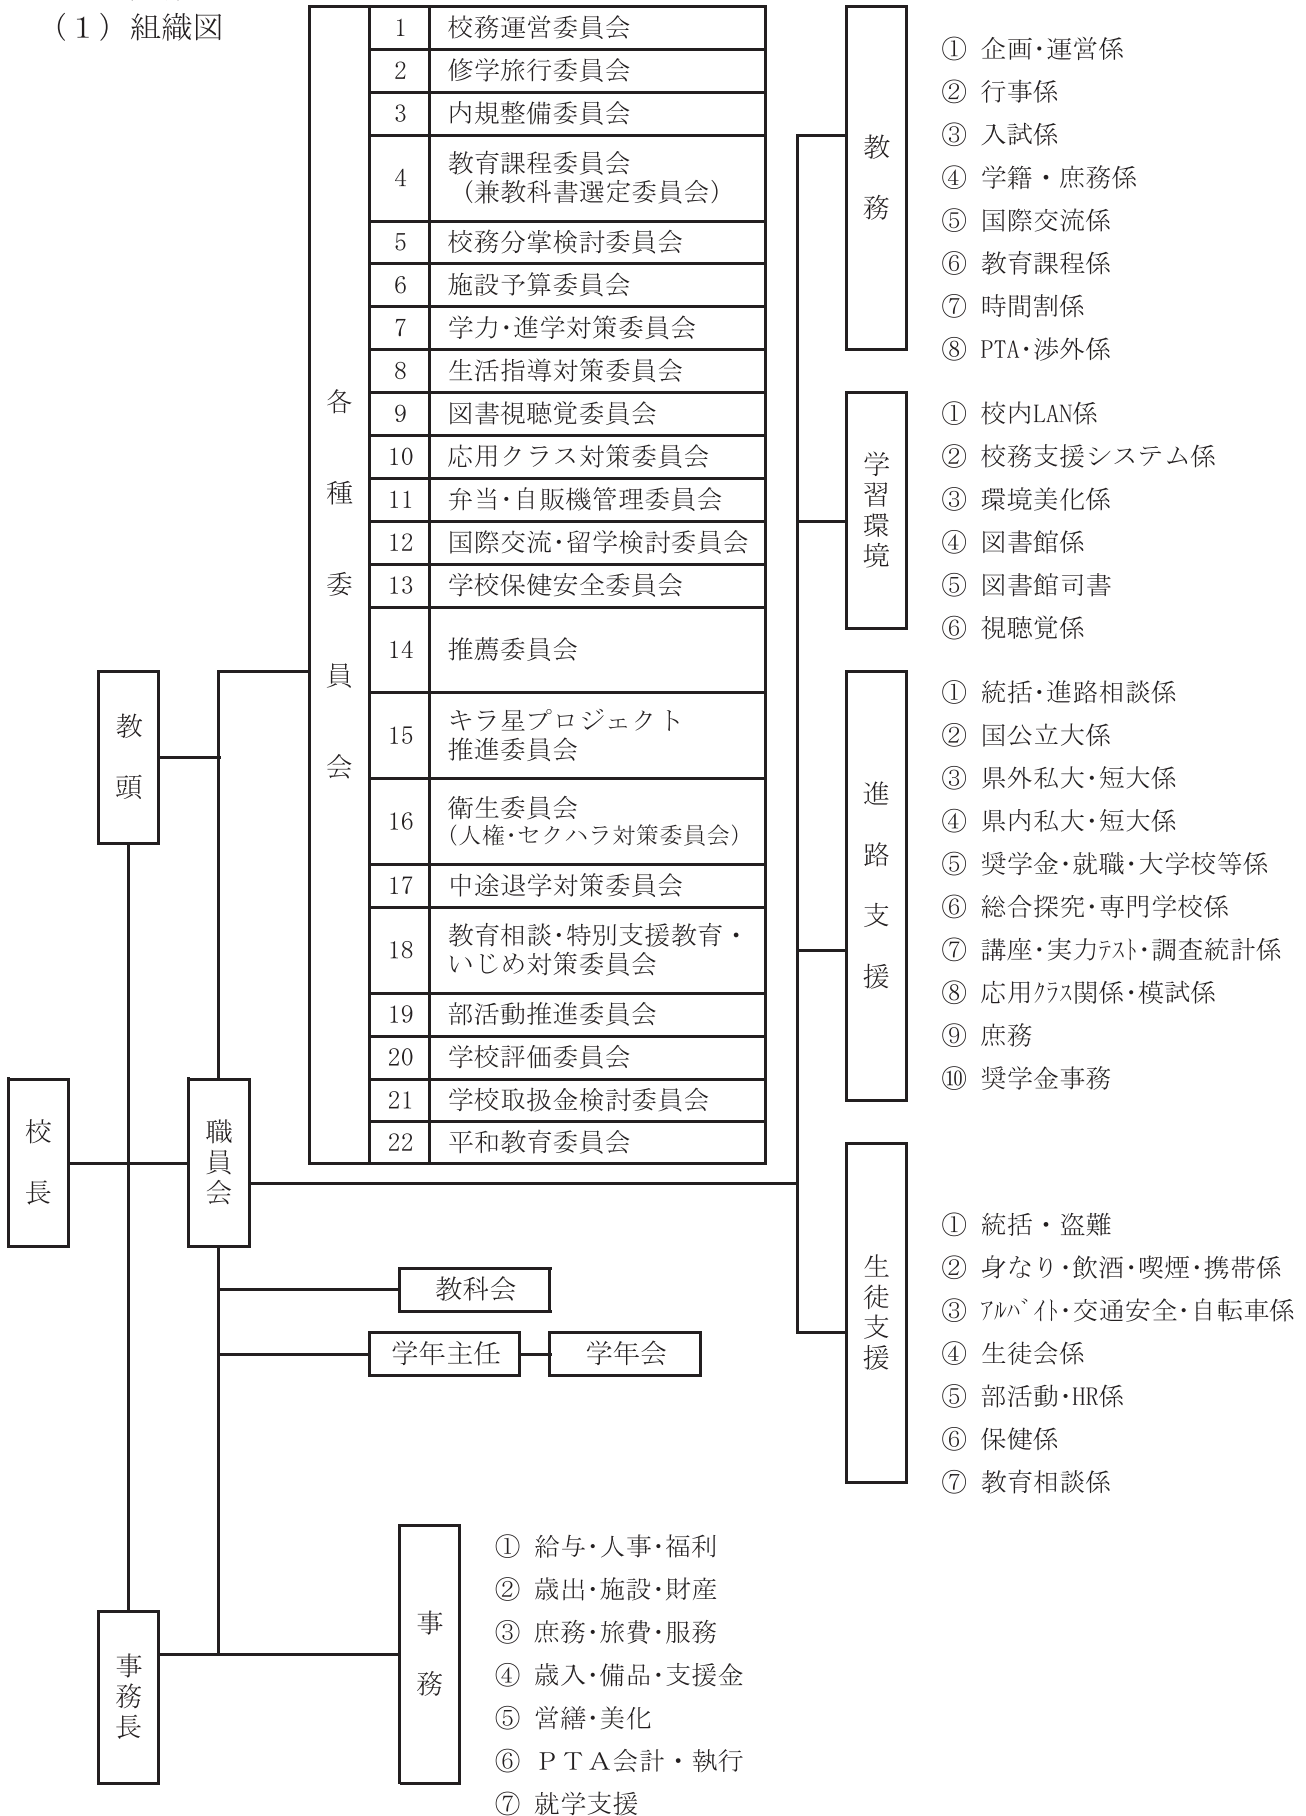 （１）組織図
各種委員会
1 校務運営委員会
2 修学旅行委員会
3 内規整備委員会
4 教育課程委員会
（兼教科書選定委員会）
5 校務分掌検討委員会
6 施設予算委員会
7 学力・進学対策委員会
8 生活指導対策委員会
9 図書視聴覚委員会
10 応用クラス対策委員会
11 弁当・自販機管理委員会
12 国際交流・留学検討委員会
13 学校保健安全委員会
14 推薦委員会
15 キラ星プロジェクト
推進委員会
16 衛生委員会
(人権・セクハラ対策委員会)
17 中途退学対策委員会
18 教育相談・特別支援教育・
いじめ対策委員会
19 部活動推進委員会
20 学校評価委員会
21 学校取扱金検討委員会
22 平和教育委員会
教務
① 企画・運営係
② 行事係
③ 入試係
④ 学籍・庶務係
⑤ 国際交流係
⑥ 教育課程係
⑦ 時間割係
⑧ PTA・渉外係
学習環境
① 校内LAN係
② 校務支援システム係
③ 環境美化係
④ 図書館係
⑤ 図書館司書
⑥ 視聴覚係
進路支援
① 統括・進路相談係
② 国公立大係
③ 県外私大・短大係
④ 県内私大・短大係
⑤ 奨学金・就職・大学校等係
⑥ 総合探究・専門学校係
⑦ 講座・実力ﾃｽﾄ・調査統計係
⑧ 応用ｸﾗｽ関係・模試係
⑨ 庶務
⑩ 奨学金事務
生徒支援
① 統括・盗難
② 身なり・飲酒・喫煙・携帯係
③ ｱﾙﾊﾞｲﾄ・交通安全・自転車係
④ 生徒会係
⑤ 部活動・HR係
⑥ 保健係
⑦ 教育相談係
教頭
校長
職員会
教科会
学年主任
学年会
事務長
事務
① 給与・人事・福利
② 歳出・施設・財産
③ 庶務・旅費・服務
④ 歳入・備品・支援金
⑤ 営繕・美化
⑥ ＰＴＡ会計・執行
⑦ 就学支援